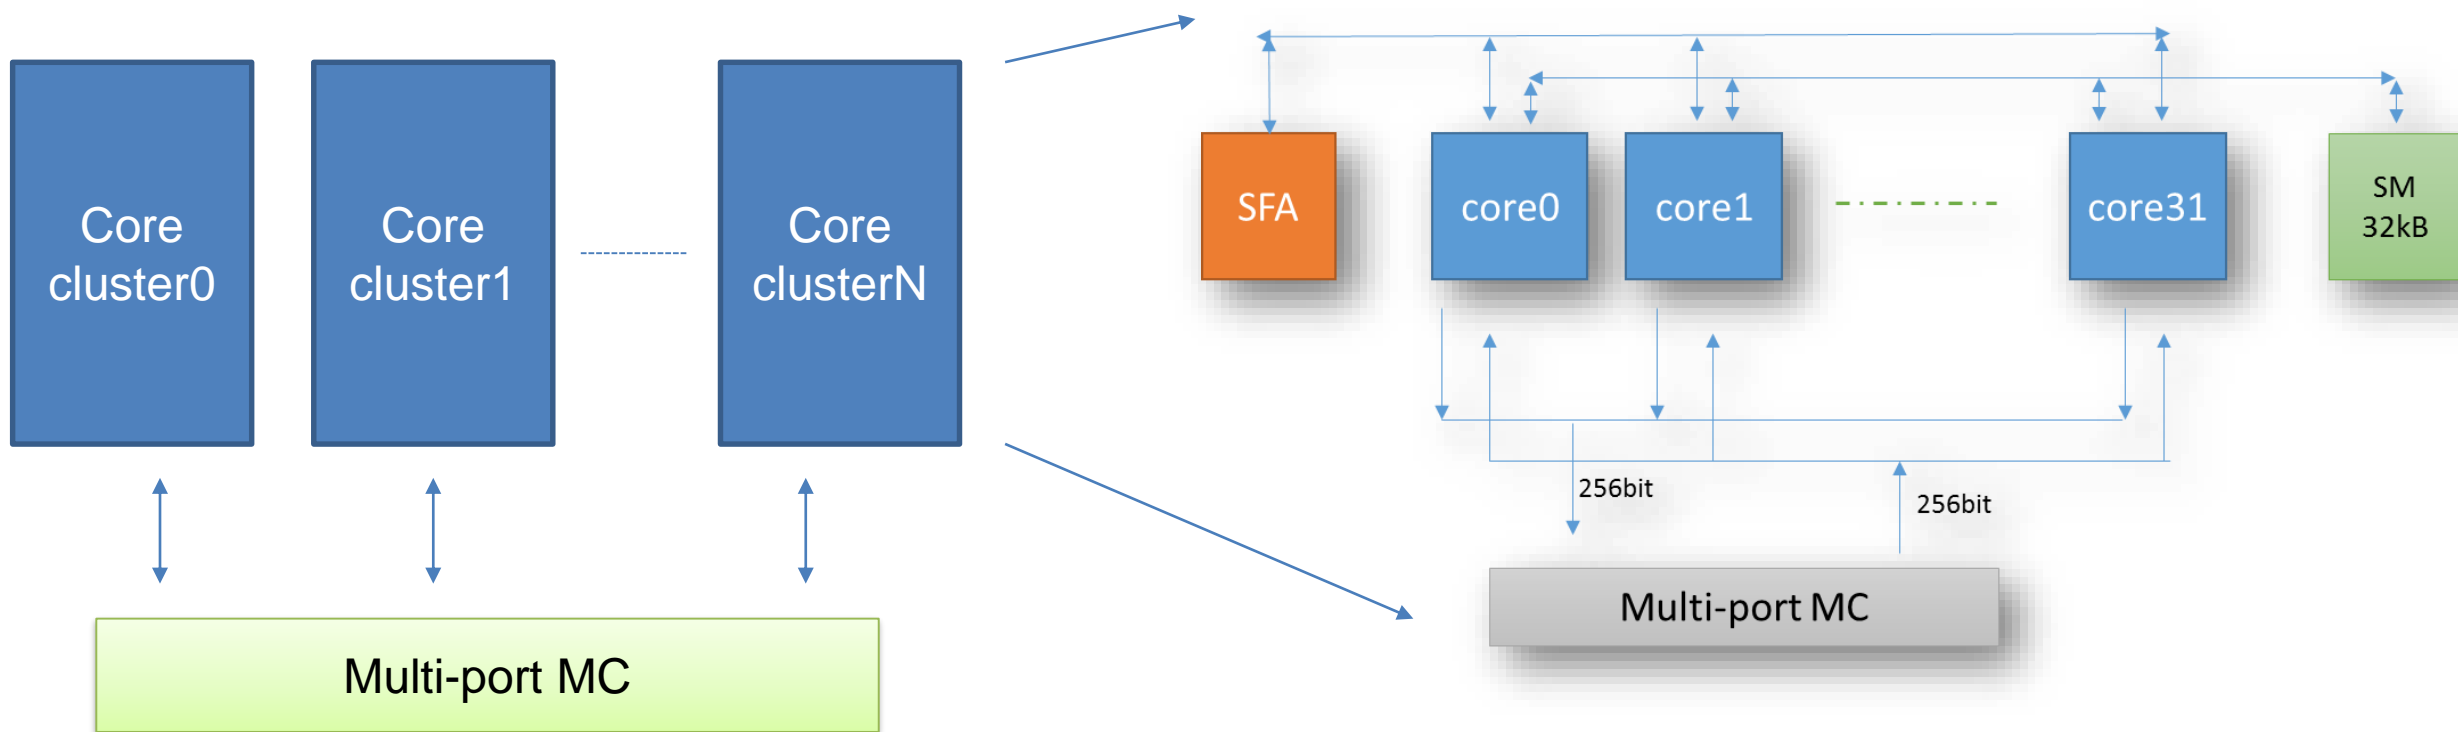 Core
cluster0
Core
cluster1
Core
clusterN
Multi-port MC
SFA
core0
core1
core31
SM
32kB
256bit
256bit
Multi-port MC